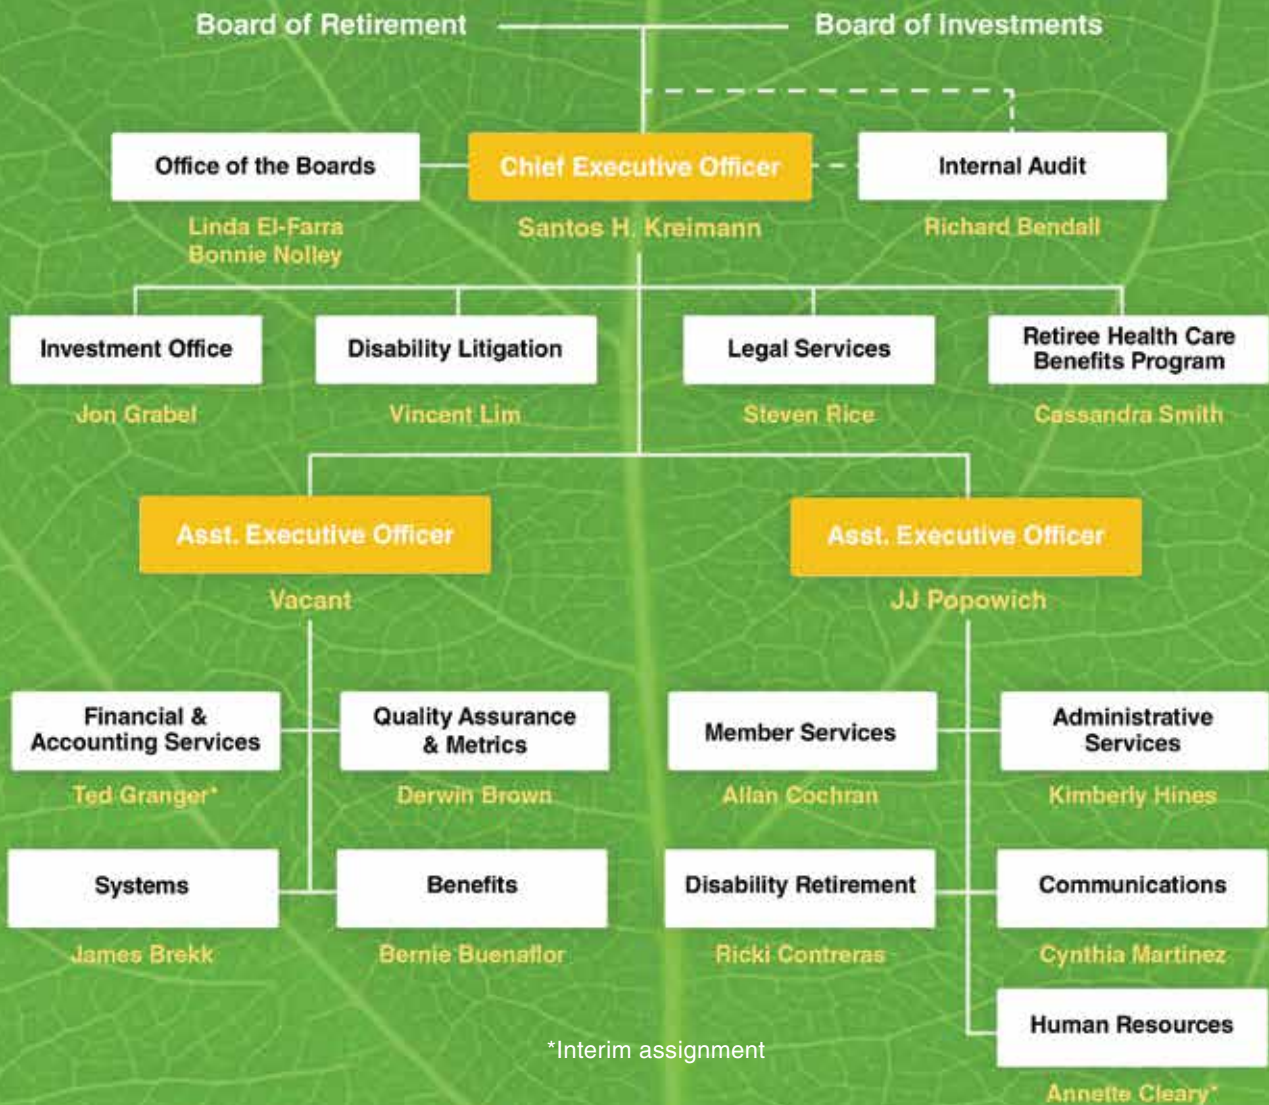 Board of Retirement
Board of Investments
Office of the Boards
Chief Executive Officer
Internal Audit
Linda El-Farra
Bonnie Nolley
Santos H. Kreimann
Richard Bendall
Investment Office
Disability Litigation
Legal Services
Retiree Health Care
Benefits Program
Jon Grabel
Vincent Lim
Steven Rice
Cassandra Smith
Asst. Executive Officer
Asst. Executive Officer
Vacant
JJ Popowich
Financial &
Accounting Services
Quality Assurance
& Metrics
Member Services
Administrative
Services
Ted Granger*
Derwin Brown
Allan Cochran
Kimberly Hines
Systems
Benefits
Disability Retirement
Communications
James Brekk
Bernie Buenaflor
Ricki Contreras
Cynthia Martinez
Human Resources
*Interim assignment
Annette Cleary*